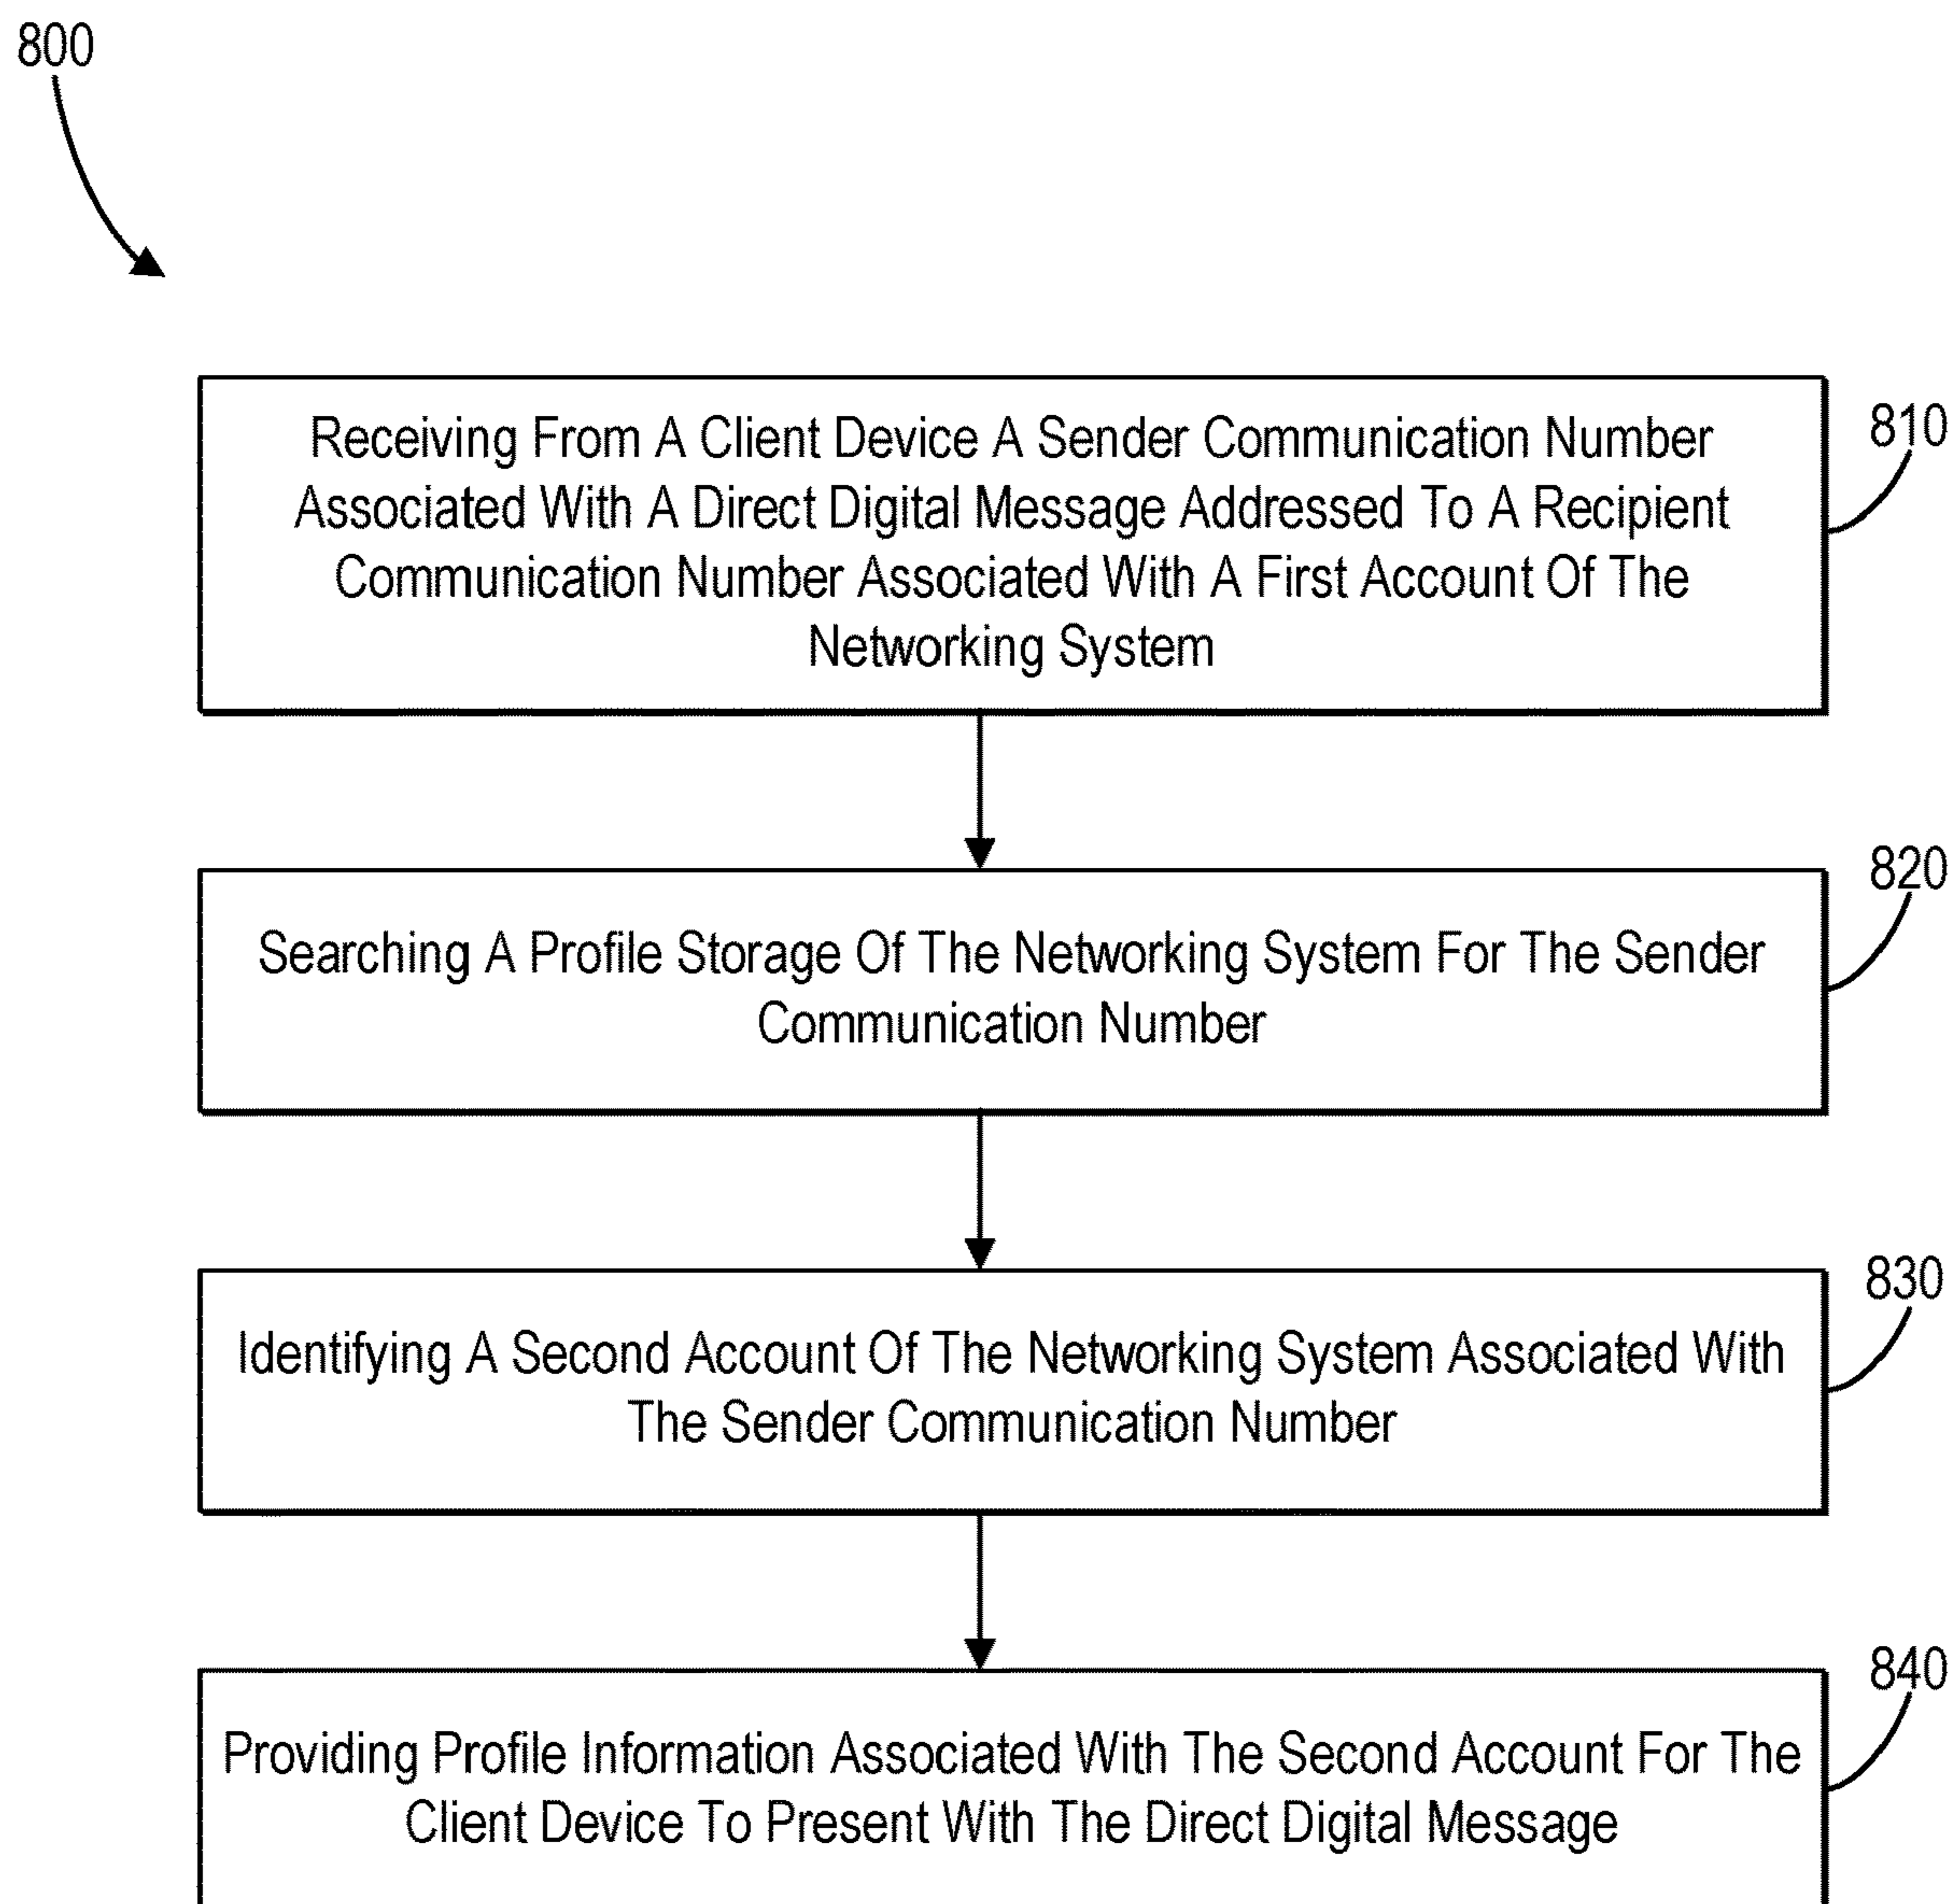 800
Receiving From A Client Device A Sender Communication Number
Associated With A Direct Digital Message Addressed To A Recipient
Communication Number Associated With A First Account Of The
Networking System
810
Searching A Profile Storage Of The Networking System For The Sender
Communication Number
820
Identifying A Second Account Of The Networking System Associated With
The Sender Communication Number
830
Providing Profile Information Associated With The Second Account For The
Client Device To Present With The Direct Digital Message
840